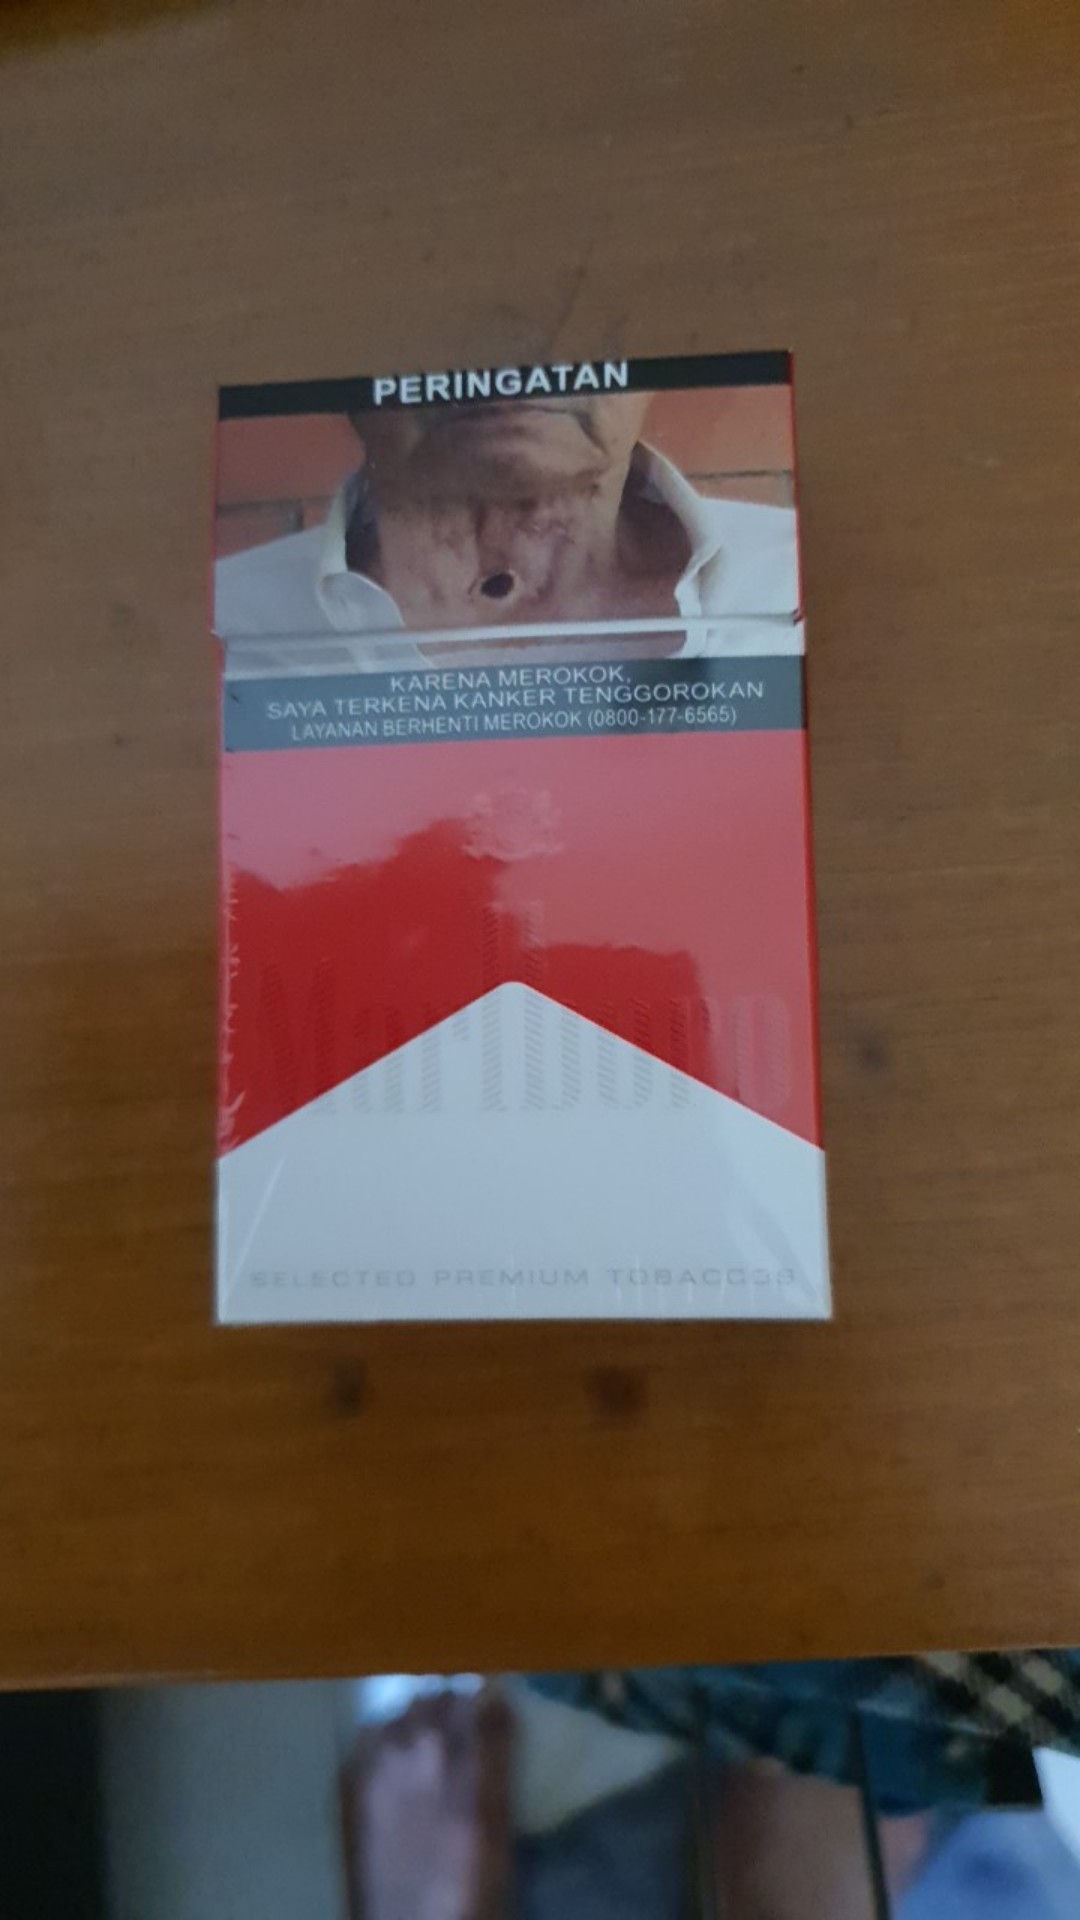 PERINGATAN
KARENA MEROKOK,
SAYA TERKENA KANKER TENGGOROKAN
LAYANAN BERHENTI MEROKOK (0800-177-6565)
Marlboro
SELECTED PREMIUM TOBACCOS